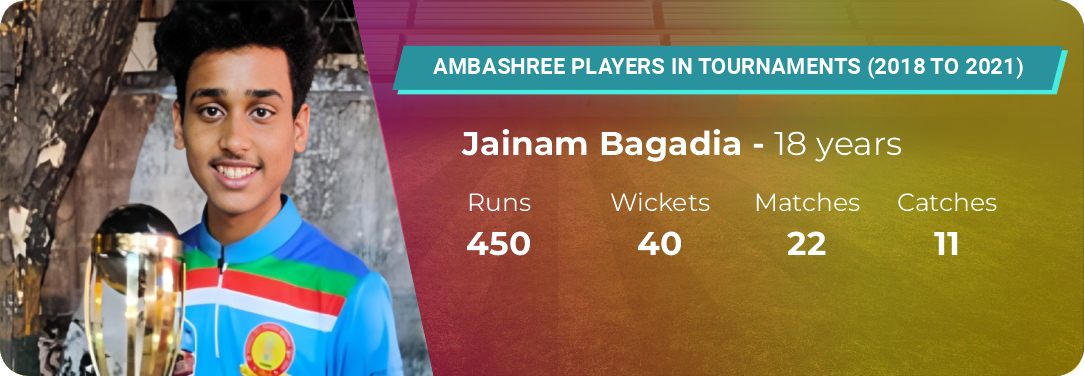 AMBASHREE PLAYERS IN TOURNAMENTS (2018 TO 2021)
Jainam Bagadia - 18 years
Runs Wickets Matches Catches
450 40 22 11